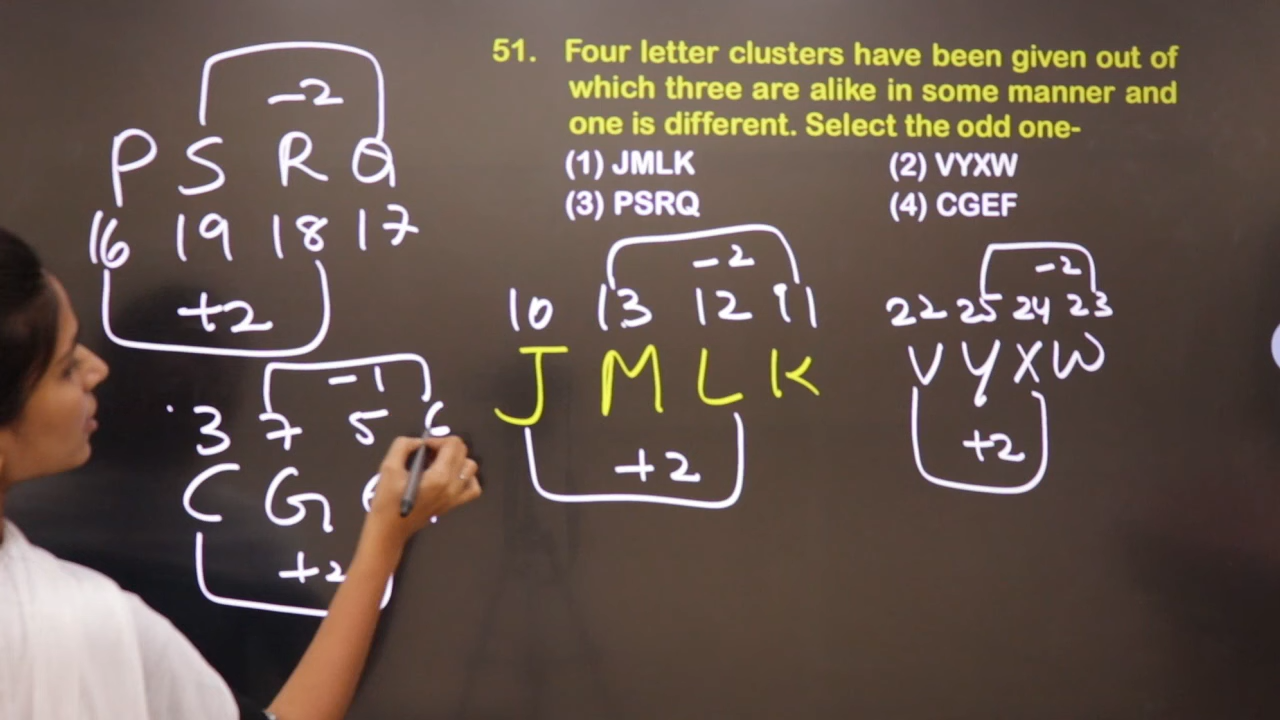 51. Four letter clusters have been given out of
which three are alike in some manner and
one is different. Select the odd one-
(1) JMLK (2) VYXW
(3) PSRQ (4) CGEF
-2
P S R Q
16 19 18 17
+2
-1
3 7 5 6
C G
+2
-2
10 13 12 11
J M L K
+2
-2
22 25 24 23
V Y X W
+2